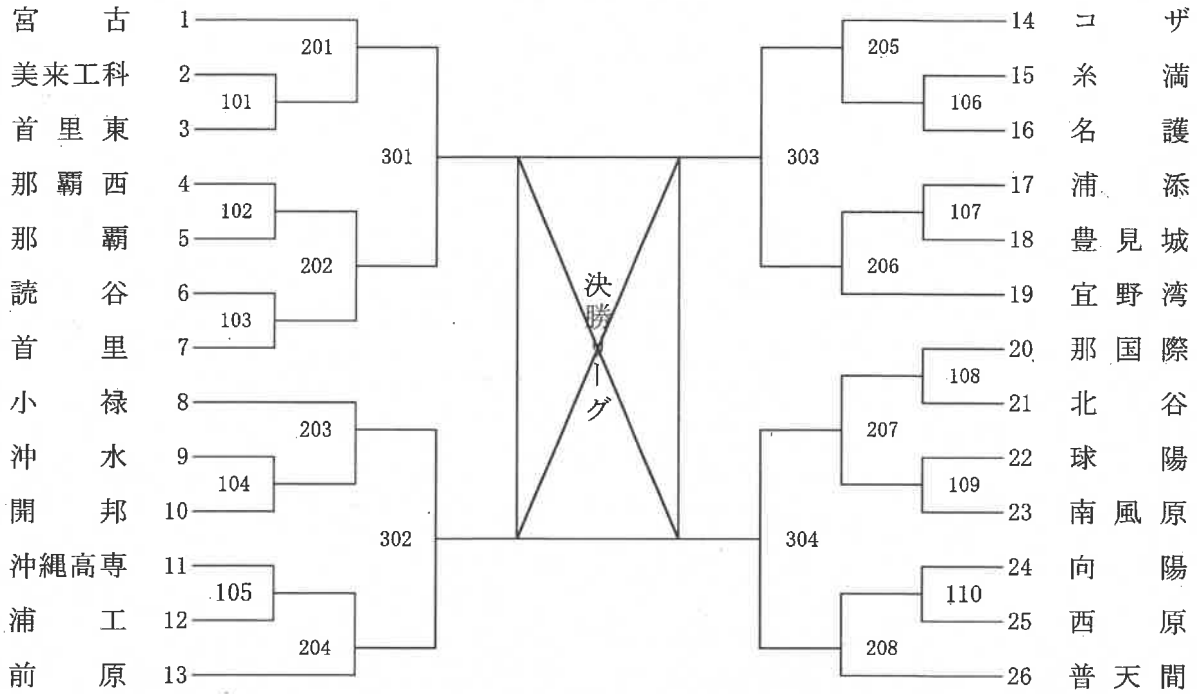 宮古 1
201
美来工科 2
101
首里東 3
301
那覇西 4
102
那覇 5
202
読谷 6
103
首里 7
小禄 8
203
沖水 9
104
開邦 10
302
沖縄高専 11
105
浦工 12
204
前原 13
決勝リーグ
14 コザ
205
15 糸満
106
16 名護
303
17 浦添
107
18 豊見城
206
19 宜野湾
20 那国際
108
21 北谷
207
22 球陽
109
23 南風原
304
24 向陽
110
25 西原
208
26 普天間